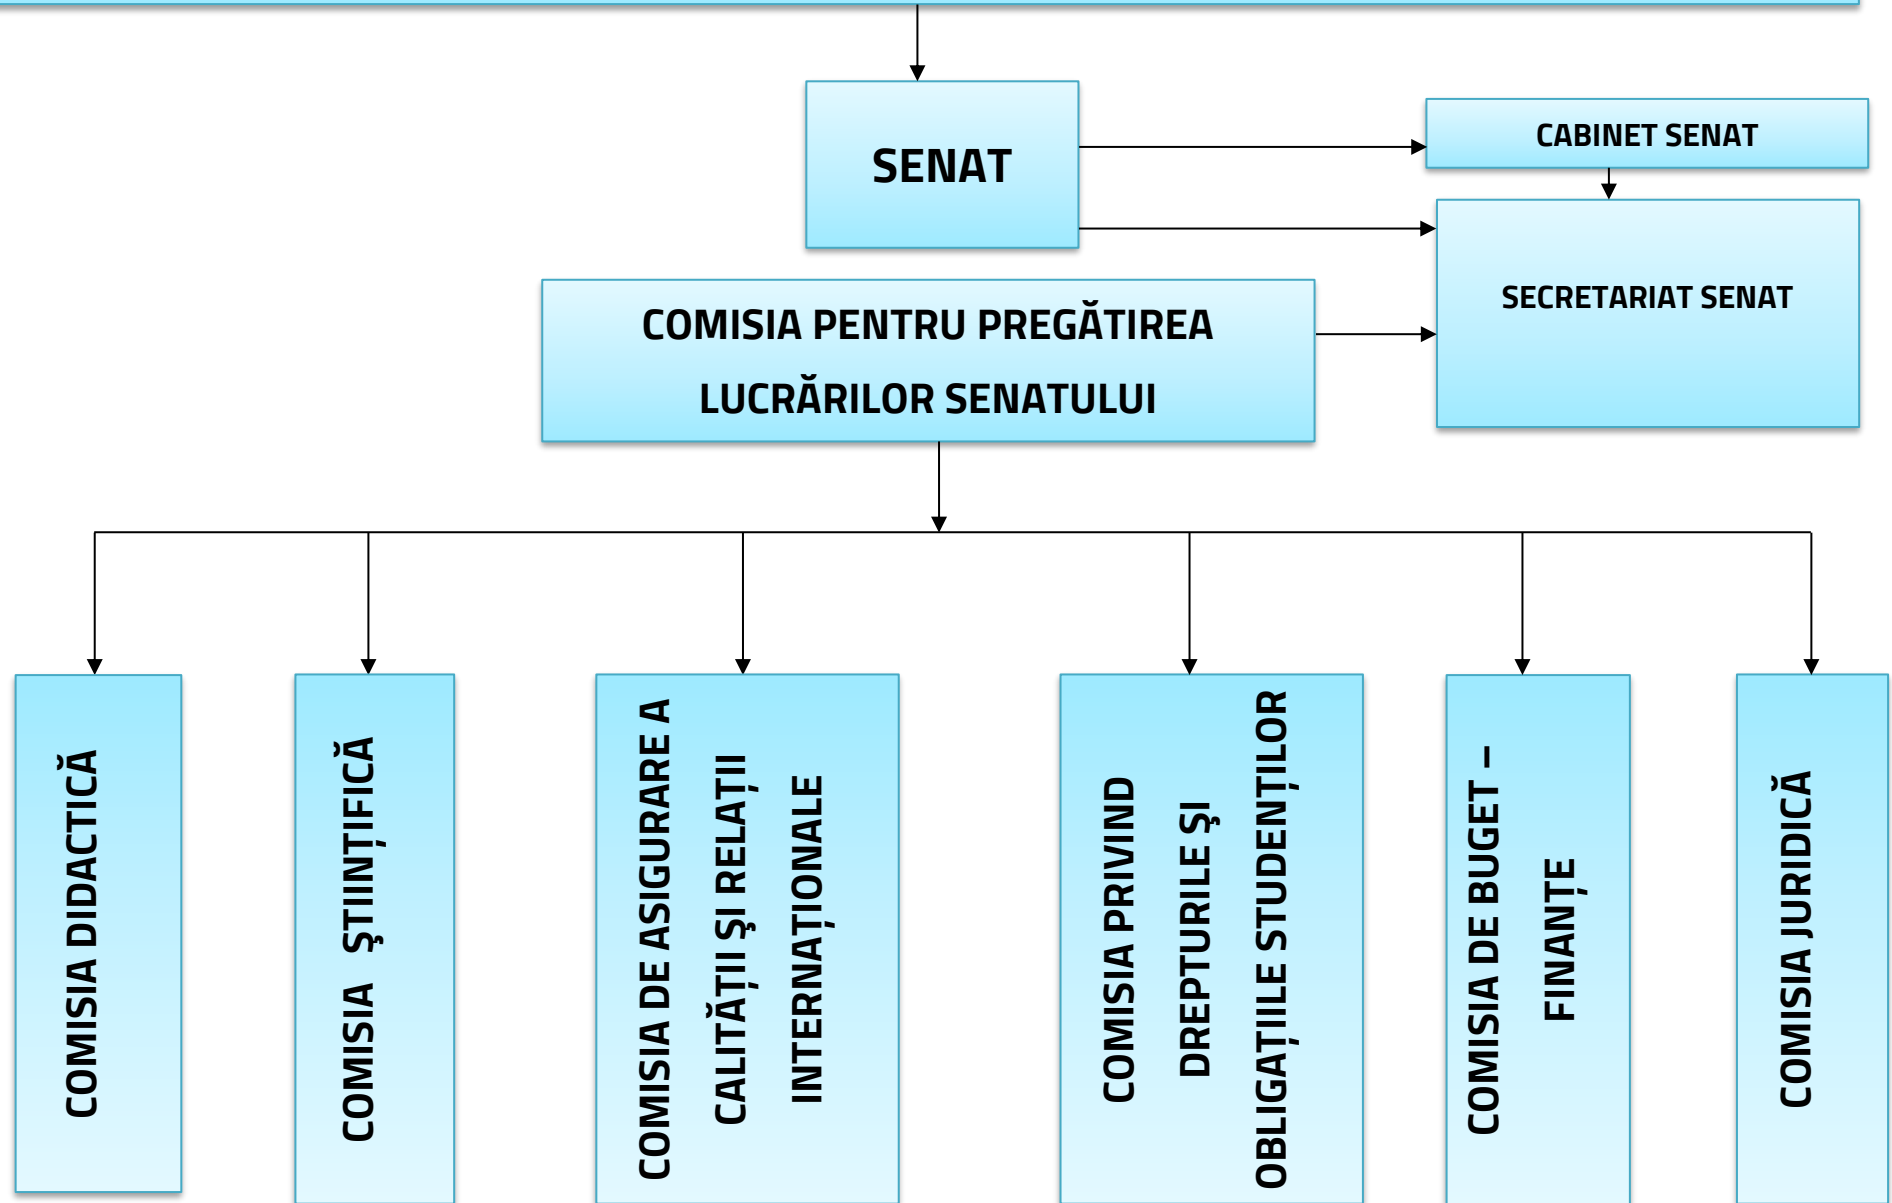 SENAT
CABINET SENAT
SECRETARIAT SENAT
COMISIA PENTRU PREGĂTIREA
LUCRĂRILOR SENATULUI
COMISIA DIDACTICĂ
COMISIA ŞTIINȚIFICĂ
COMISIA DE ASIGURARE A
CALITĂȚII ŞI RELAȚII
INTERNAȚIONALE
COMISIA PRIVIND
DREPTURILE ŞI
OBLIGAȚIILE STUDENȚILOR
COMISIA DE BUGET –
FINANȚE
COMISIA JURIDICĂ